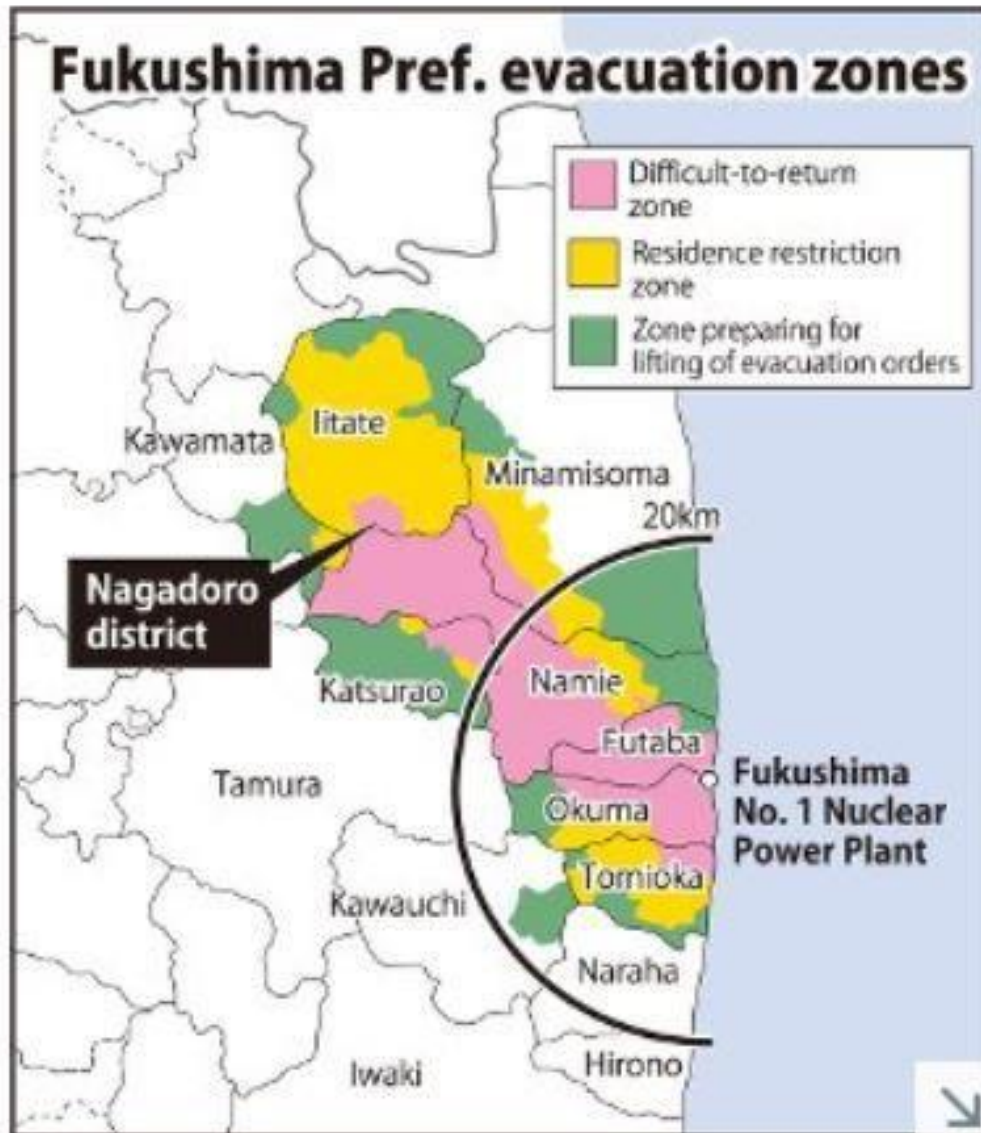 Fukushima Pref. evacuation zones
Difficult-to-return
zone
Residence restriction
zone
Zone preparing for
lifting of evacuation orders
Iitate
Kawamata
Minamisoma
20km
Nagadoro
district
Namie
Katsurao
Futaba
Tamura
Okuma
Fukushima
No. 1 Nuclear
Power Plant
Tomioka
Kawauchi
Naraha
Hirono
Iwaki